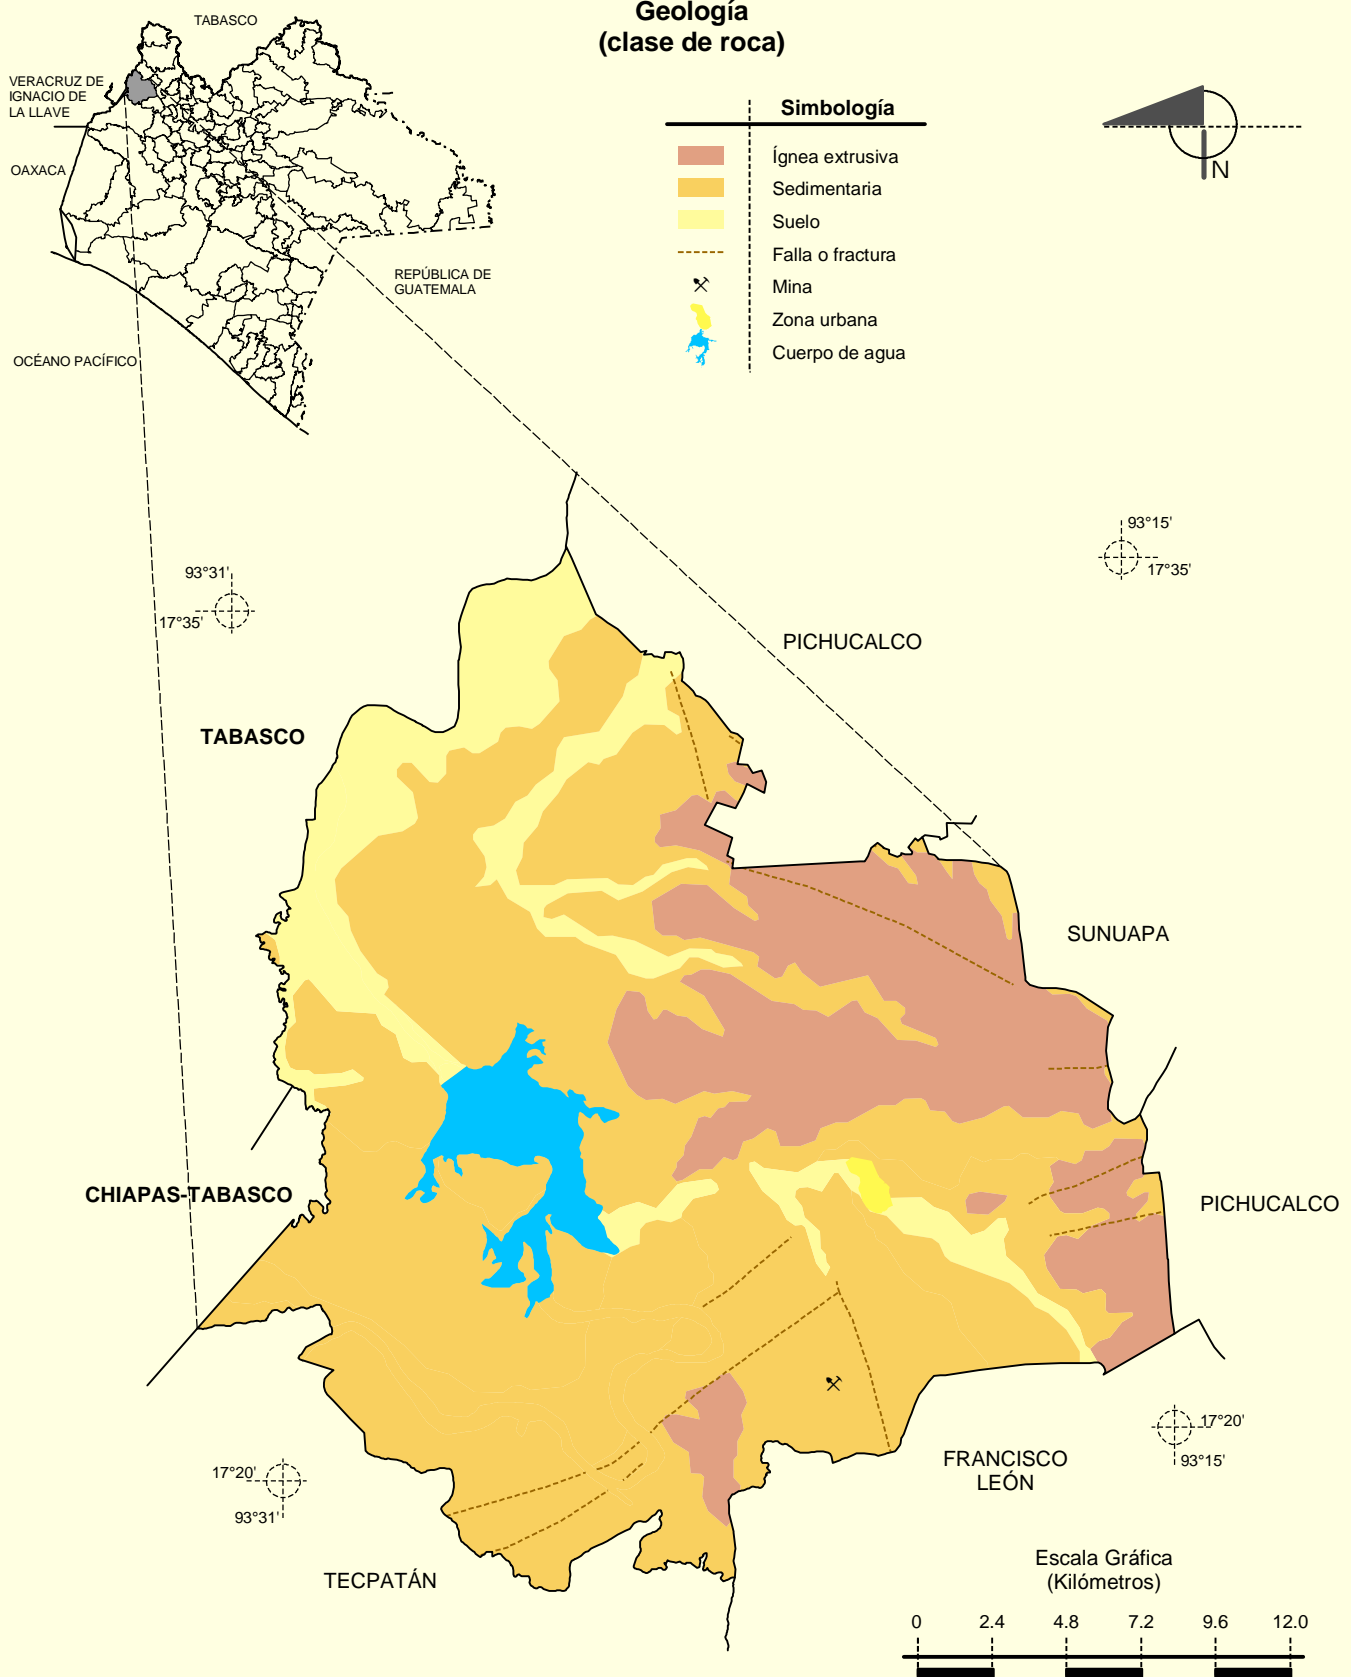 Geología
(clase de roca)
TABASCO
VERACRUZ DE
IGNACIO DE
LA LLAVE
OAXACA
REPÚBLICA DE
GUATEMALA
OCÉANO PACÍFICO
Simbología
Ígnea extrusiva
Sedimentaria
Suelo
Falla o fractura
Mina
Zona urbana
Cuerpo de agua
N
93°15'
17°35'
93°31'
17°35'
PICHUCALCO
TABASCO
SUNUAPA
CHIAPAS-TABASCO
PICHUCALCO
17°20'
93°15'
FRANCISCO
LEÓN
17°20'
93°31'
TECPATÁN
Escala Gráfica
(Kilómetros)
0 2.4 4.8 7.2 9.6 12.0